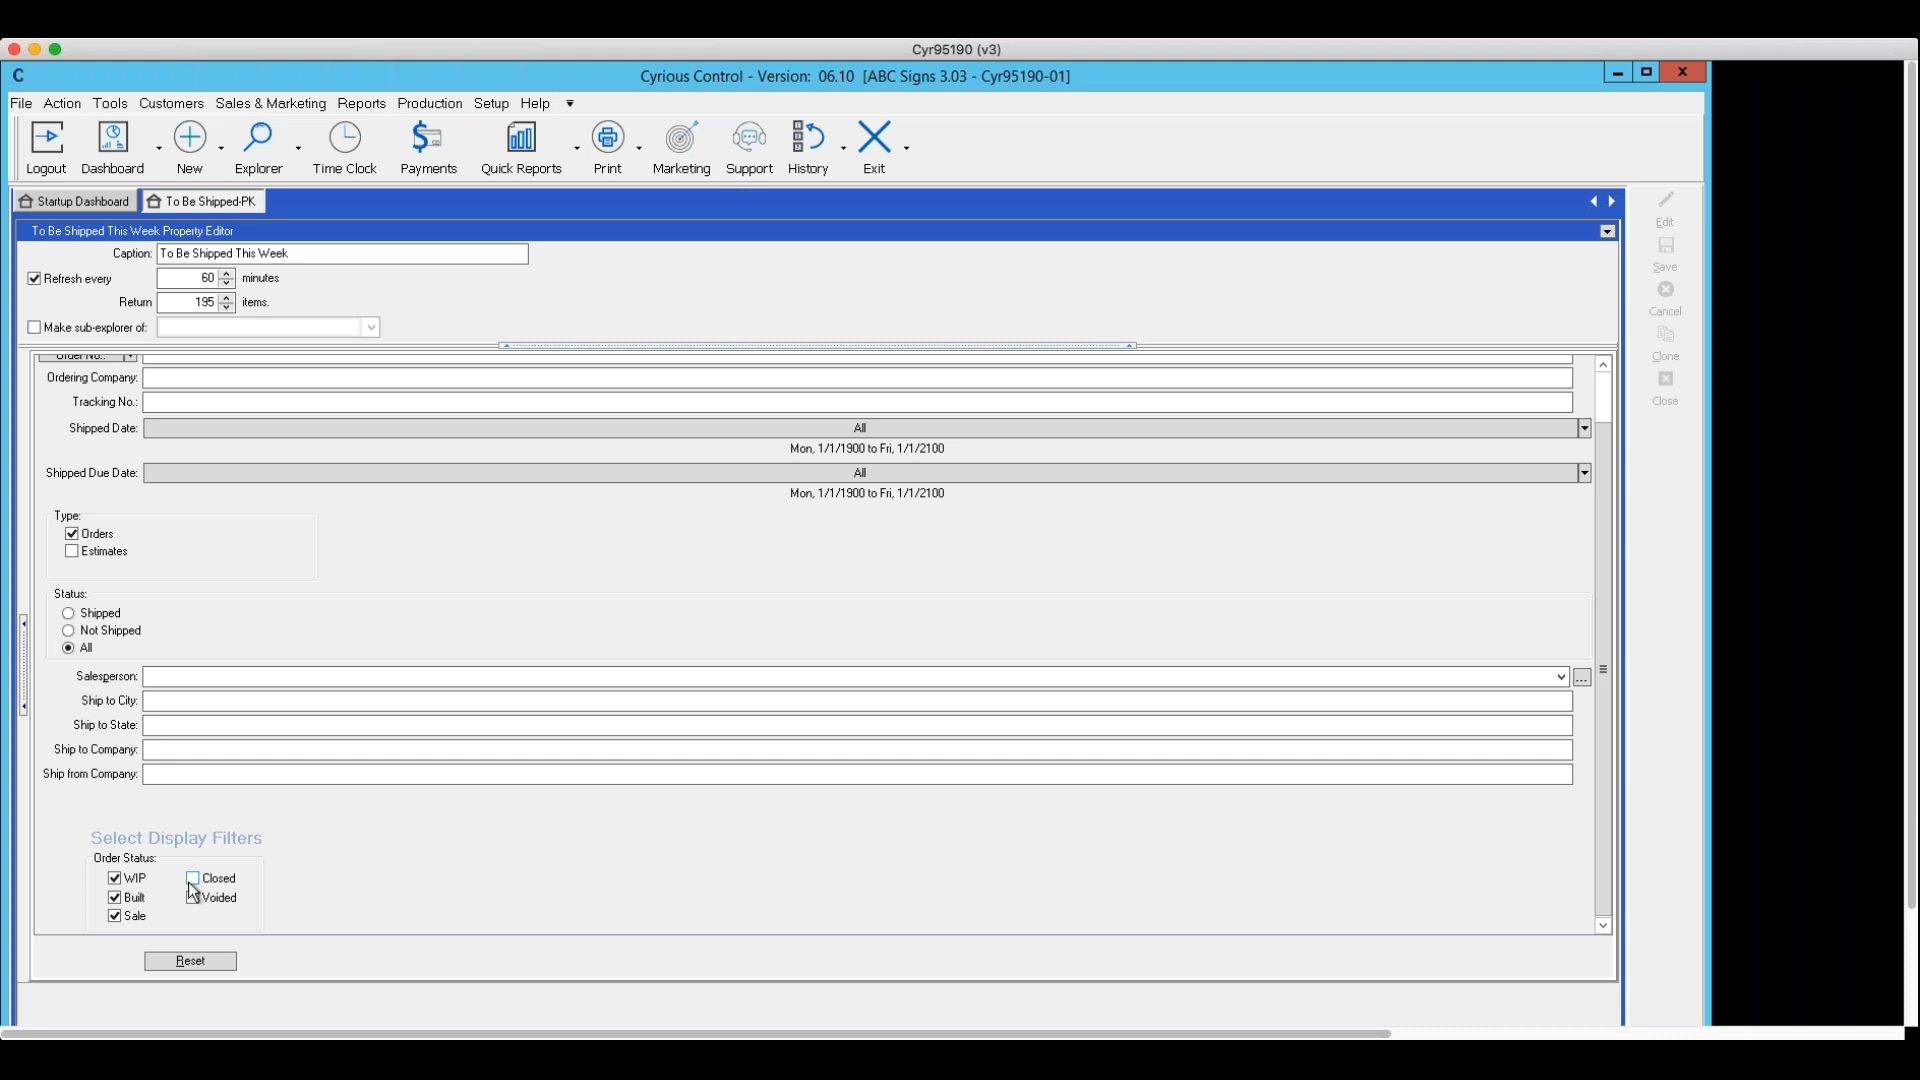 Cyr95190 (v3)
C
Cyrious Control - Version: 06.10 [ABC Signs 3.03 - Cyr95190-01]
File Action Tools Customers Sales & Marketing Reports Production Setup Help
Logout Dashboard New Explorer Time Clock Payments Quick Reports Print Marketing Support History Exit
Startup Dashboard To Be Shipped-PK
Edit
Save
Cancel
Clone
Close
To Be Shipped This Week Property Editor
Caption: To Be Shipped This Week
Refresh every 60 minutes
Return 195 items.
Make sub-explorer of:
Order No.:
Ordering Company:
Tracking No.:
Shipped Date: All
Mon, 1/1/1900 to Fri, 1/1/2100
Shipped Due Date: All
Mon, 1/1/1900 to Fri, 1/1/2100
Type:
Orders
Estimates
Status:
Shipped
Not Shipped
All
Salesperson: ...
Ship to City:
Ship to State:
Ship to Company:
Ship from Company:
Select Display Filters
Order Status:
WIP Closed
Built Voided
Sale
Reset